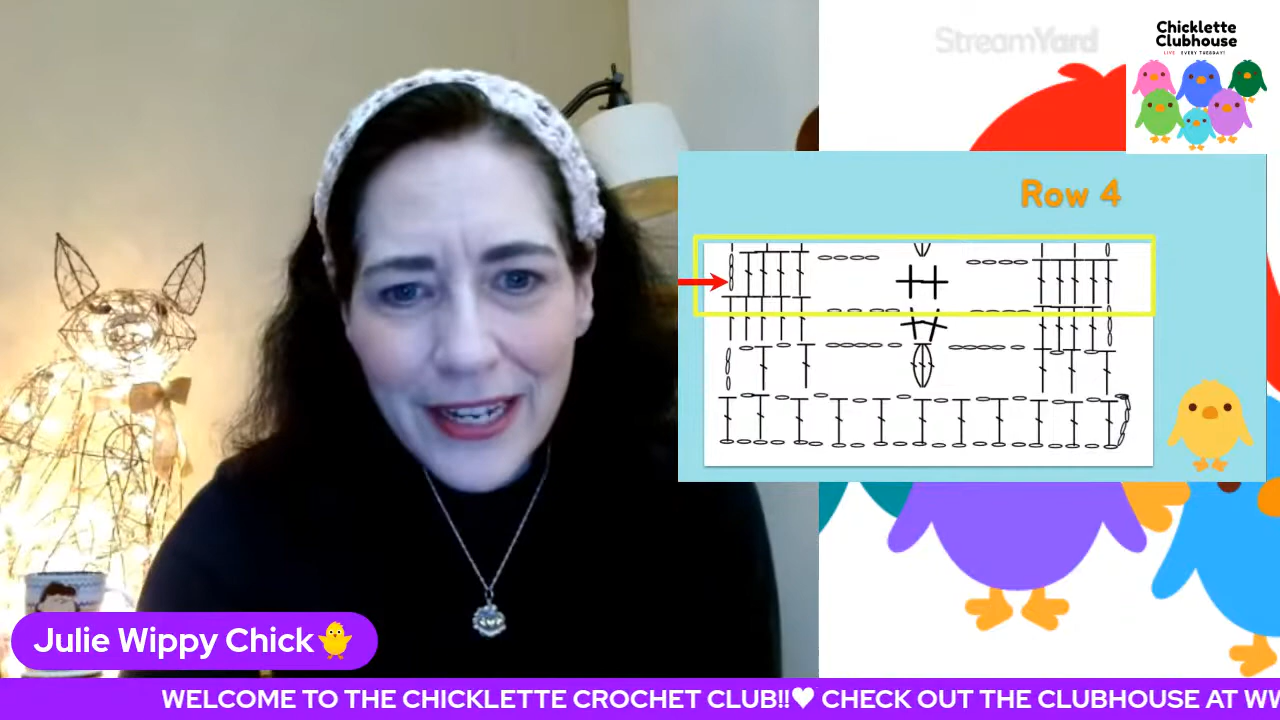 StreamYard
Chicklette
Clubhouse
LIVE EVERY TUESDAY!
Row 4
Julie Wippy Chick
WELCOME TO THE CHICKLETTE CROCHET CLUB!!♥ CHECK OUT THE CLUBHOUSE AT WW